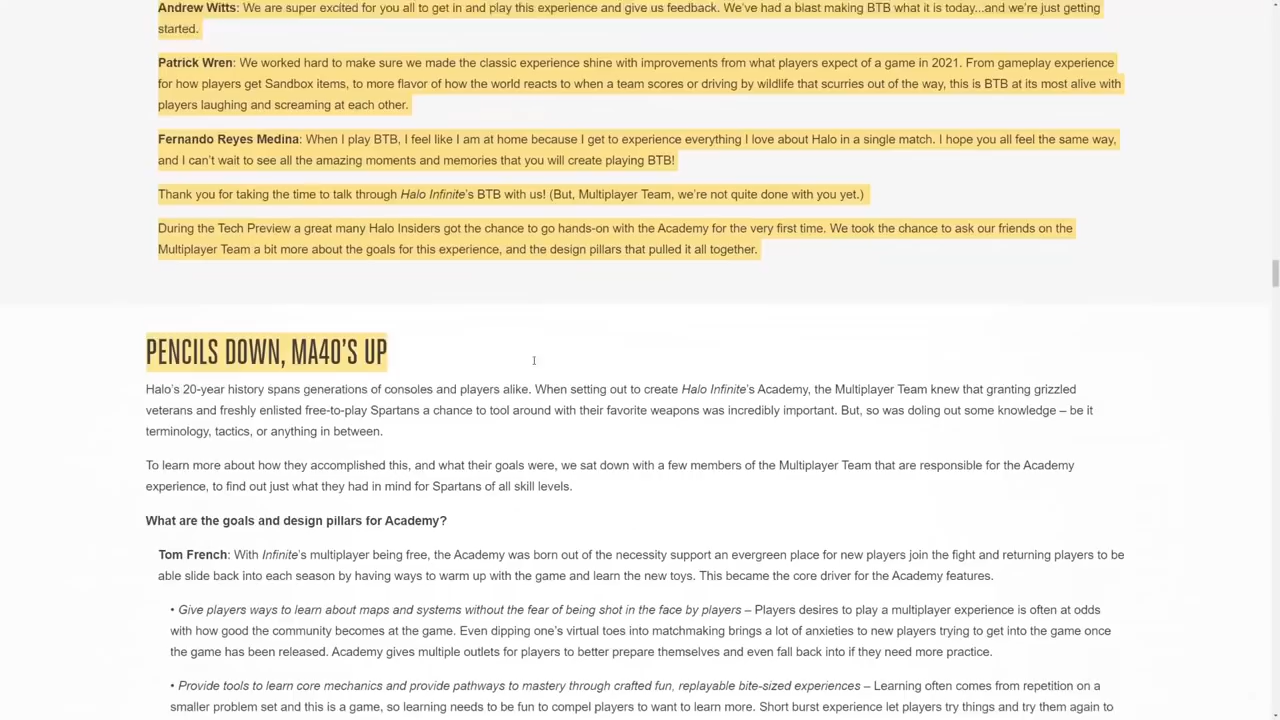 Andrew Witts: We are super excited for you all to get in and play this experience and give us feedback. We've had a blast making BTB what it is today...and we're just getting
started.
Patrick Wren: We worked hard to make sure we made the classic experience shine with improvements from what players expect of a game in 2021. From gameplay experience
for how players get Sandbox items, to more flavor of how the world reacts to when a team scores or driving by wildlife that scurries out of the way, this is BTB at its most alive with
players laughing and screaming at each other.
Fernando Reyes Medina: When I play BTB, I feel like I am at home because I get to experience everything I love about Halo in a single match. I hope you all feel the same way,
and I can't wait to see all the amazing moments and memories that you will create playing BTB!
Thank you for taking the time to talk through Halo Infinite's BTB with us! (But, Multiplayer Team, we're not quite done with you yet.)
During the Tech Preview a great many Halo Insiders got the chance to go hands-on with the Academy for the very first time. We took the chance to ask our friends on the
Multiplayer Team a bit more about the goals for this experience, and the design pillars that pulled it all together.
PENCILS DOWN, MA40'S UP
Halo's 20-year history spans generations of consoles and players alike. When setting out to create Halo Infinite's Academy, the Multiplayer Team knew that granting grizzled
veterans and freshly enlisted free-to-play Spartans a chance to tool around with their favorite weapons was incredibly important. But, so was doling out some knowledge – be it
terminology, tactics, or anything in between.
To learn more about how they accomplished this, and what their goals were, we sat down with a few members of the Multiplayer Team that are responsible for the Academy
experience, to find out just what they had in mind for Spartans of all skill levels.
What are the goals and design pillars for Academy?
Tom French: With Infinite's multiplayer being free, the Academy was born out of the necessity support an evergreen place for new players join the fight and returning players to be
able slide back into each season by having ways to warm up with the game and learn the new toys. This became the core driver for the Academy features.
• Give players ways to learn about maps and systems without the fear of being shot in the face by players – Players desires to play a multiplayer experience is often at odds
with how good the community becomes at the game. Even dipping one's virtual toes into matchmaking brings a lot of anxieties to new players trying to get into the game once
the game has been released. Academy gives multiple outlets for players to better prepare themselves and even fall back into if they need more practice.
• Provide tools to learn core mechanics and provide pathways to mastery through crafted fun, replayable bite-sized experiences – Learning often comes from repetition on a
smaller problem set and this is a game, so learning needs to be fun to compel players to want to learn more. Short burst experience let players try things and try them again to